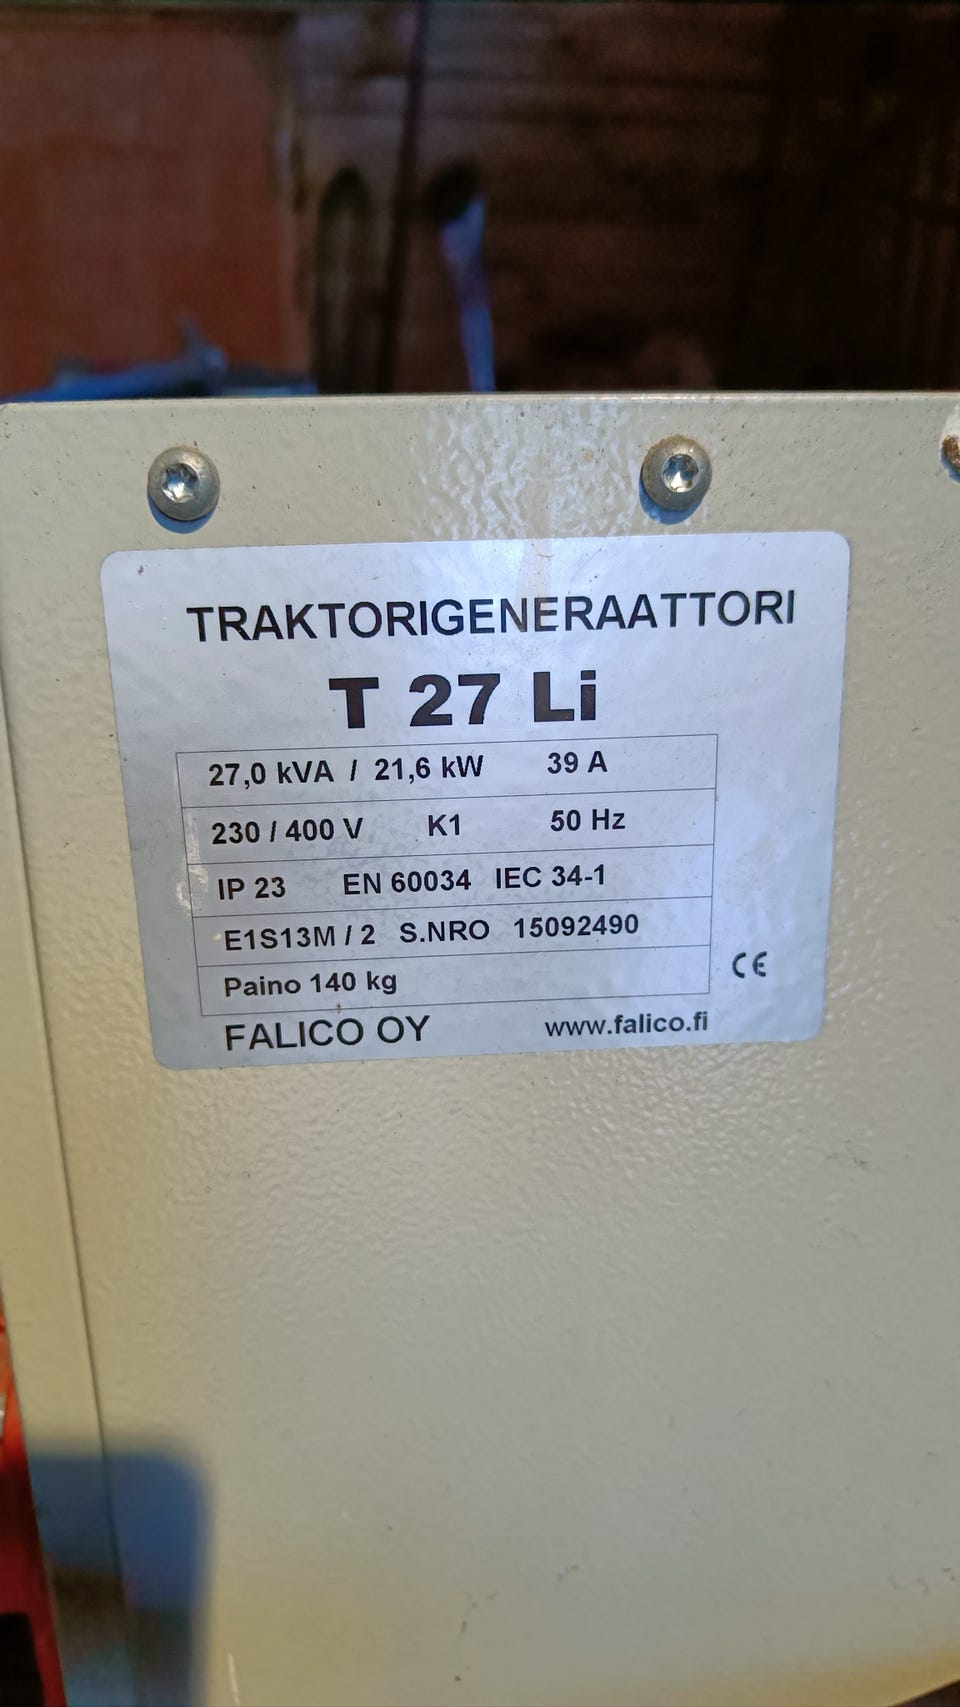 TRAKTORIGENERAATTORI
T 27 Li
27,0 kVA / 21,6 kW 39 A
230 / 400 V K1 50 Hz
IP 23 EN 60034 IEC 34-1
E1S13M / 2 S.NRO 15092490
Paino 140 kg
CE
FALICO OY www.falico.fi